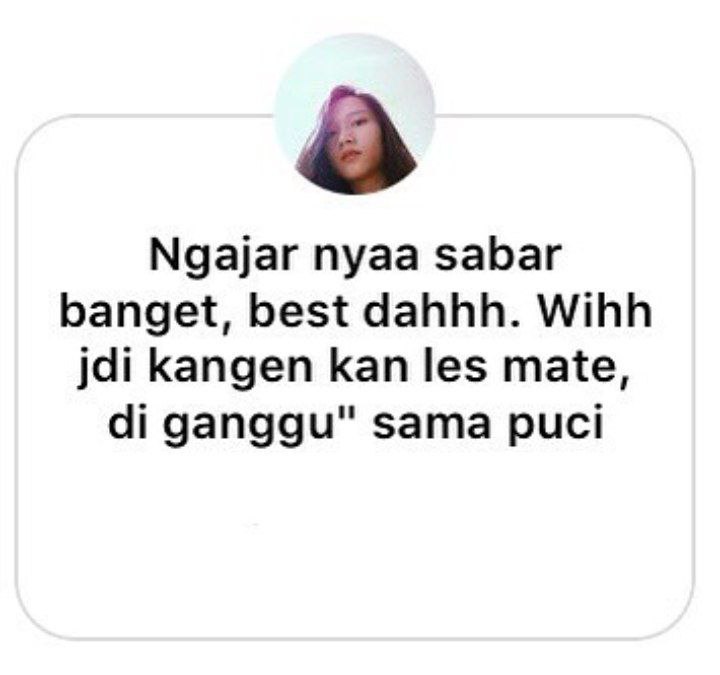 Ngajar nyaa sabar
banget, best dahhh. Wihh
jdi kangen kan les mate,
di ganggu" sama puci